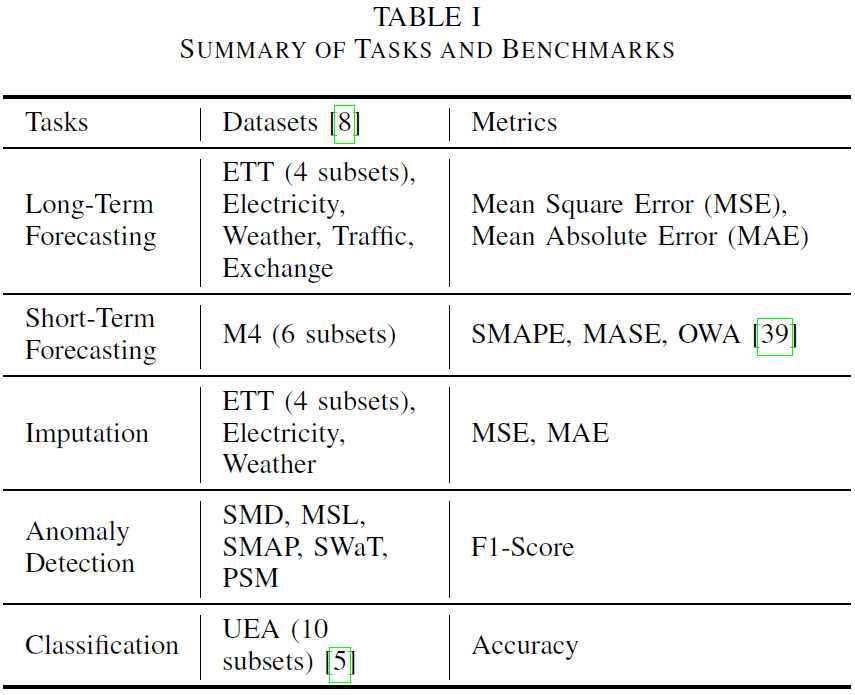 TABLE I
SUMMARY OF TASKS AND BENCHMARKS
Tasks
Datasets [8]
Metrics
Long-Term
Forecasting
ETT (4 subsets),
Electricity,
Weather, Traffic,
Exchange
Mean Square Error (MSE),
Mean Absolute Error (MAE)
Short-Term
Forecasting
M4 (6 subsets)
SMAPE, MASE, OWA [39]
Imputation
ETT (4 subsets),
Electricity,
Weather
MSE, MAE
Anomaly
Detection
SMD, MSL,
SMAP, SWaT,
PSM
F1-Score
Classification
UEA (10
subsets) [5]
Accuracy